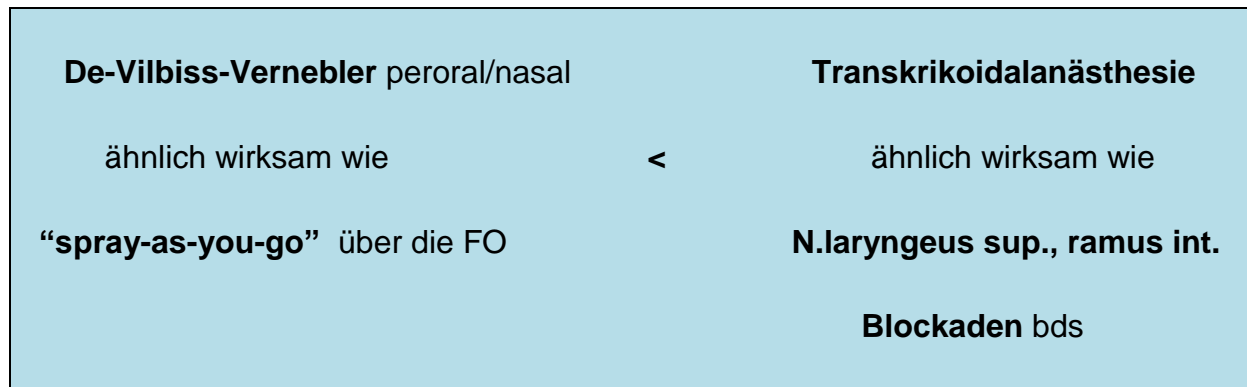 De-Vilbiss-Vernebler peroral/nasal
ähnlich wirksam wie
“spray-as-you-go” über die FO
<
Transkrikoidalanästhesie
ähnlich wirksam wie
N.laryngeus sup., ramus int.
Blockaden bds